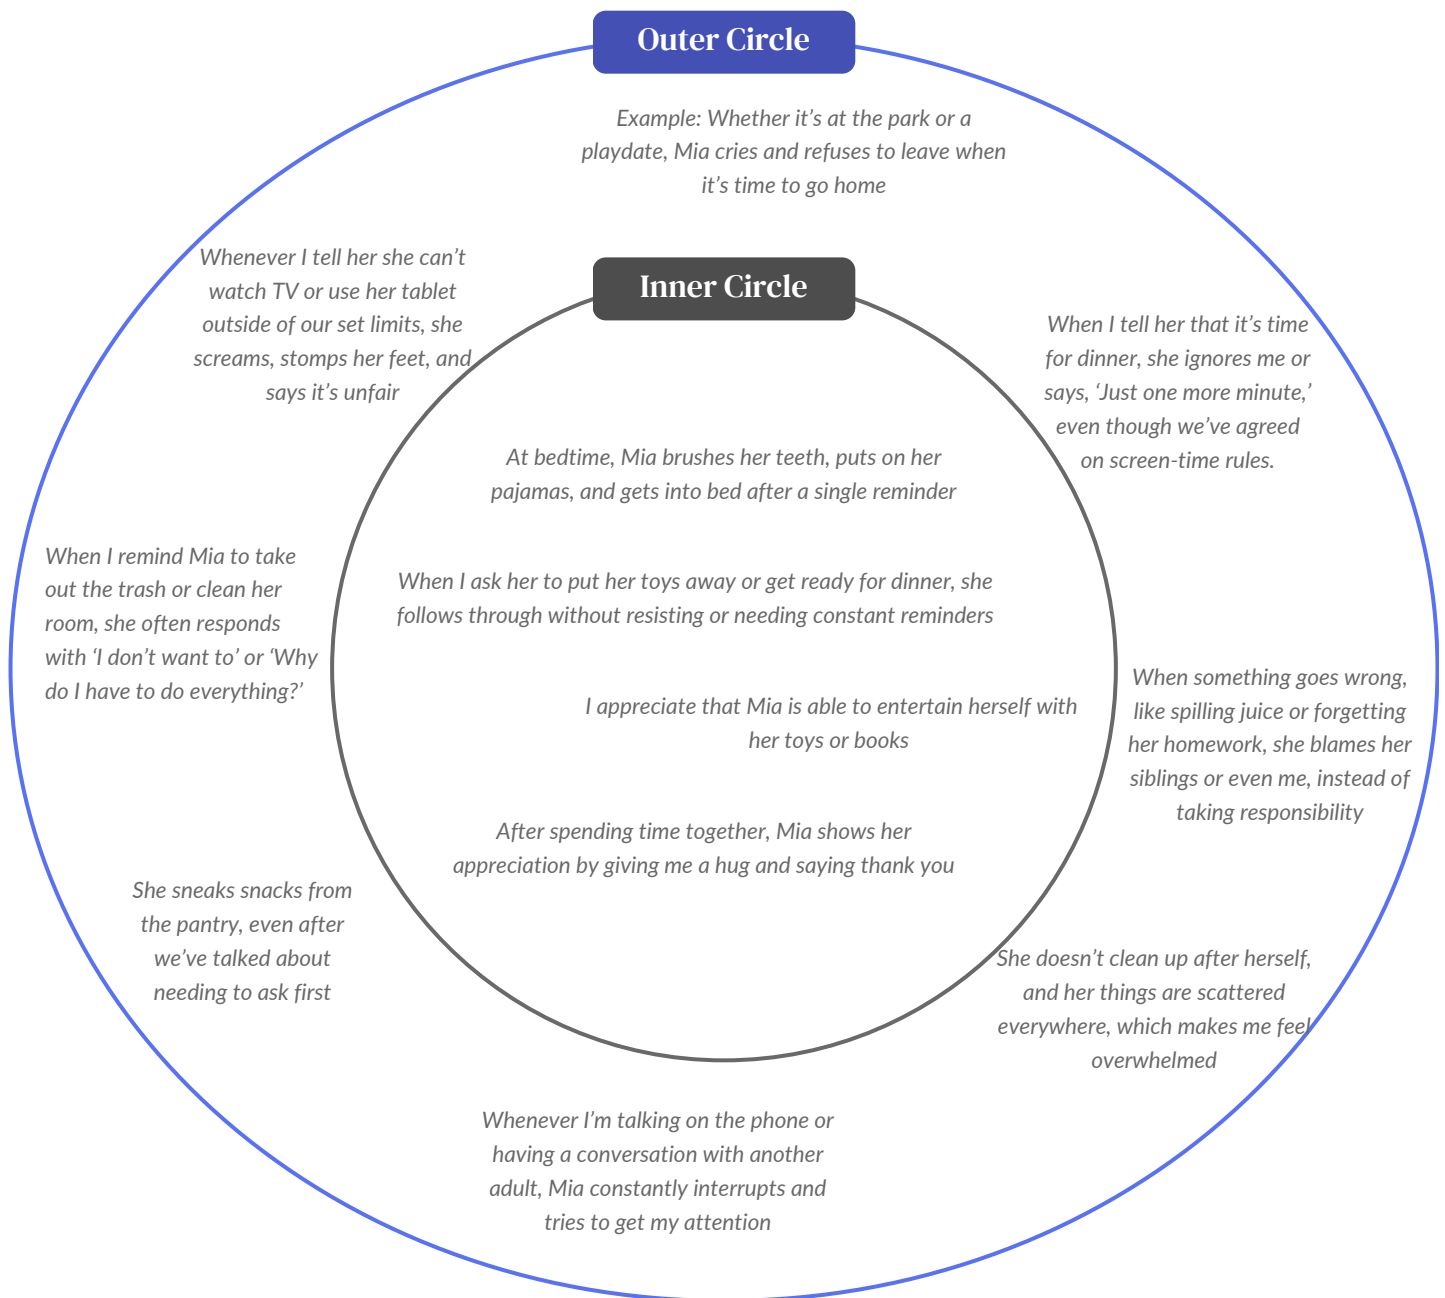 Outer Circle
Example: Whether it's at the park or a
playdate, Mia cries and refuses to leave when
it's time to go home
Whenever I tell her she can't
watch TV or use her tablet
outside of our set limits, she
screams, stomps her feet, and
says it's unfair
Inner Circle
When I tell her that it's time
for dinner, she ignores me or
says, ‘Just one more minute,’
even though we've agreed
on screen-time rules.
At bedtime, Mia brushes her teeth, puts on her
pajamas, and gets into bed after a single reminder
When I remind Mia to take
out the trash or clean her
room, she often responds
with ‘I don't want to’ or ‘Why
do I have to do everything?’
When I ask her to put her toys away or get ready for dinner, she
follows through without resisting or needing constant reminders
I appreciate that Mia is able to entertain herself with
her toys or books
When something goes wrong,
like spilling juice or forgetting
her homework, she blames her
siblings or even me, instead of
taking responsibility
After spending time together, Mia shows her
appreciation by giving me a hug and saying thank you
She sneaks snacks from
the pantry, even after
we've talked about
needing to ask first
She doesn't clean up after herself,
and her things are scattered
everywhere, which makes me feel
overwhelmed
Whenever I'm talking on the phone or
having a conversation with another
adult, Mia constantly interrupts and
tries to get my attention